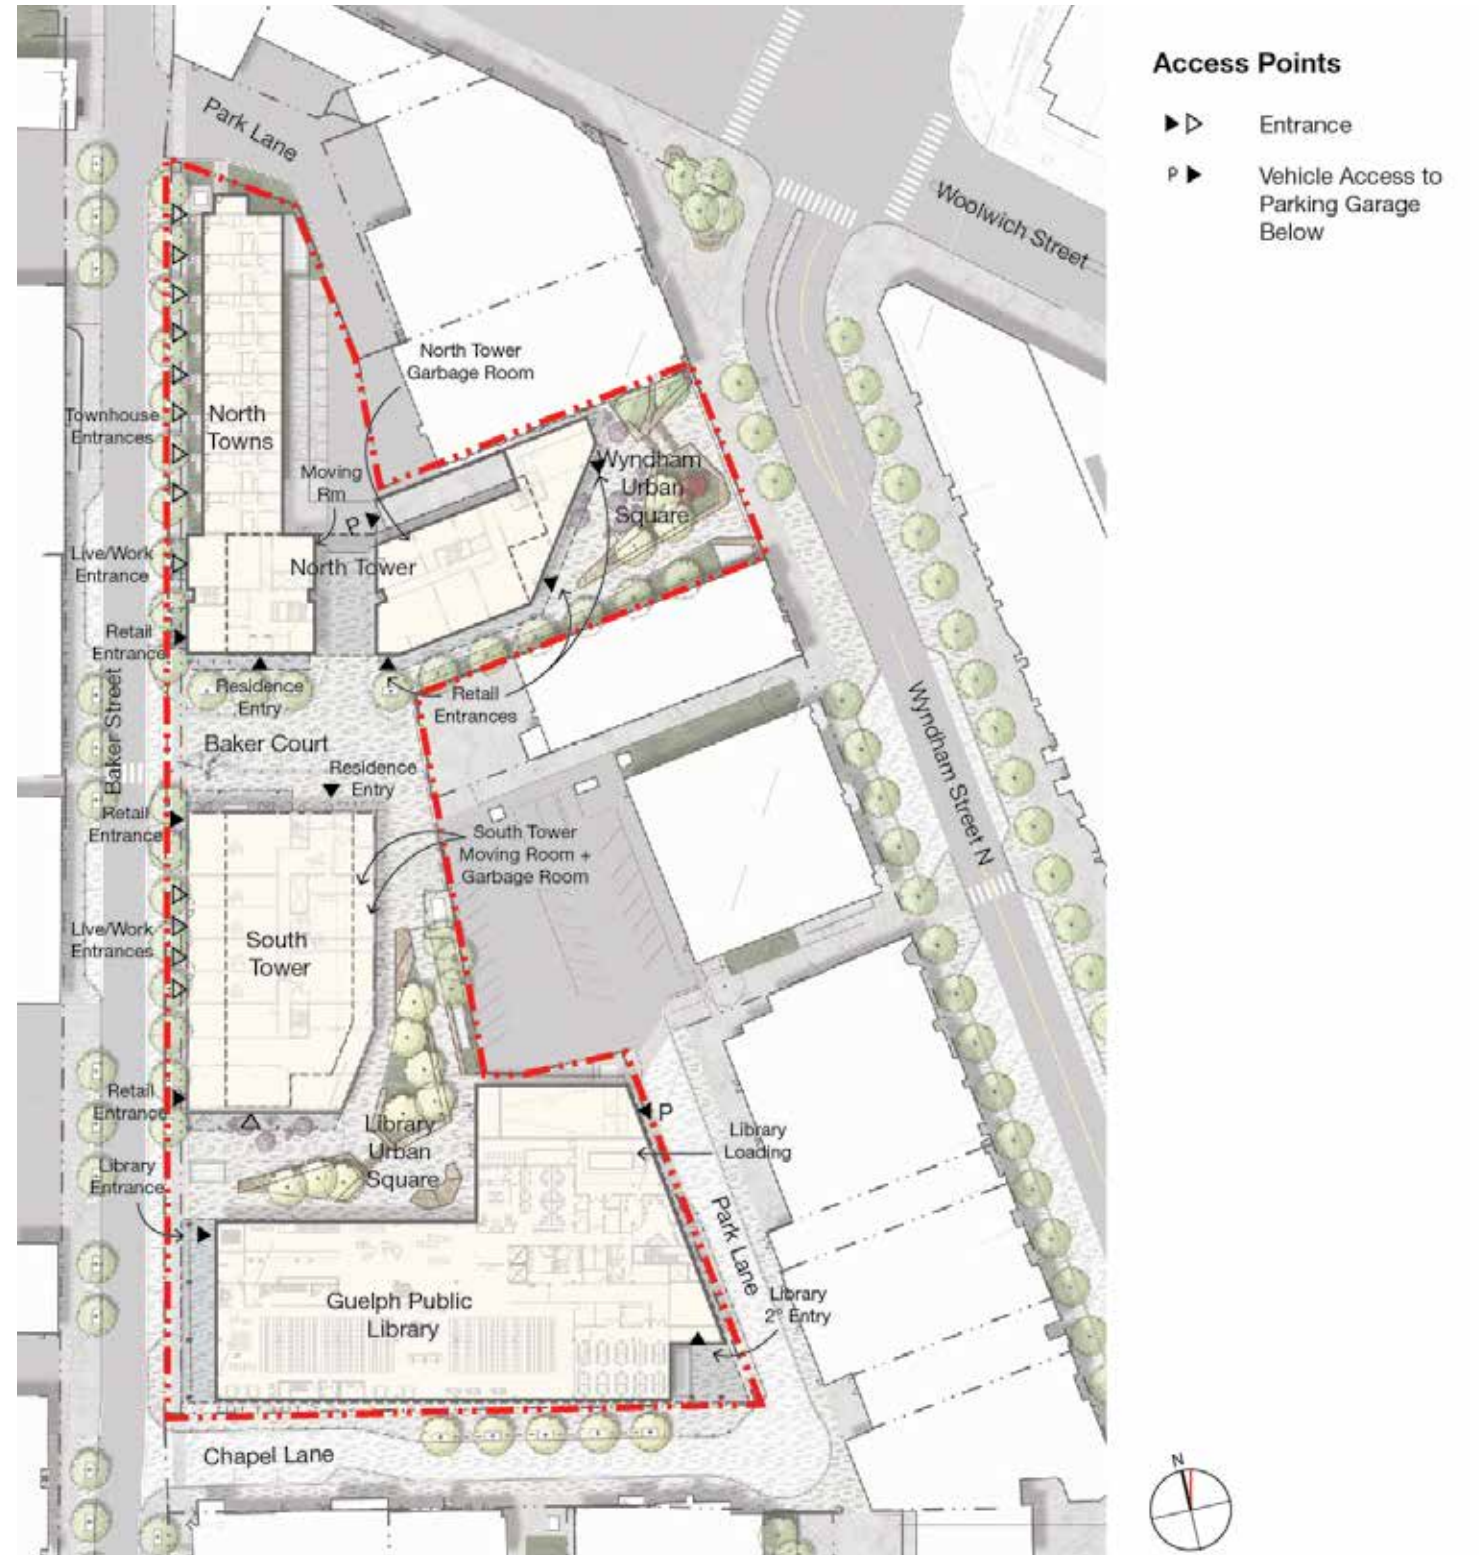 Access Points
Entrance
P
Vehicle Access to
Parking Garage
Below
Park Lane
Woolwich Street
North Tower
Garbage Room
Townhouse
Entrances
North
Towns
Moving
Rm
P
Wyndham
Urban
Square
Live/Work
Entrance
North Tower
Retail
Entrance
Residence
Entry
Retail
Entrances
Baker Street
Baker Court
Residence
Entry
Wyndham Street N
Retail
Entrance
South Tower
Moving Room +
Garbage Room
Live/Work
Entrances
South
Tower
Retail
Entrance
P
Library
Urban
Square
Library
Loading
Library
Entrance
Park Lane
Guelph Public
Library
Library
2° Entry
Chapel Lane
N